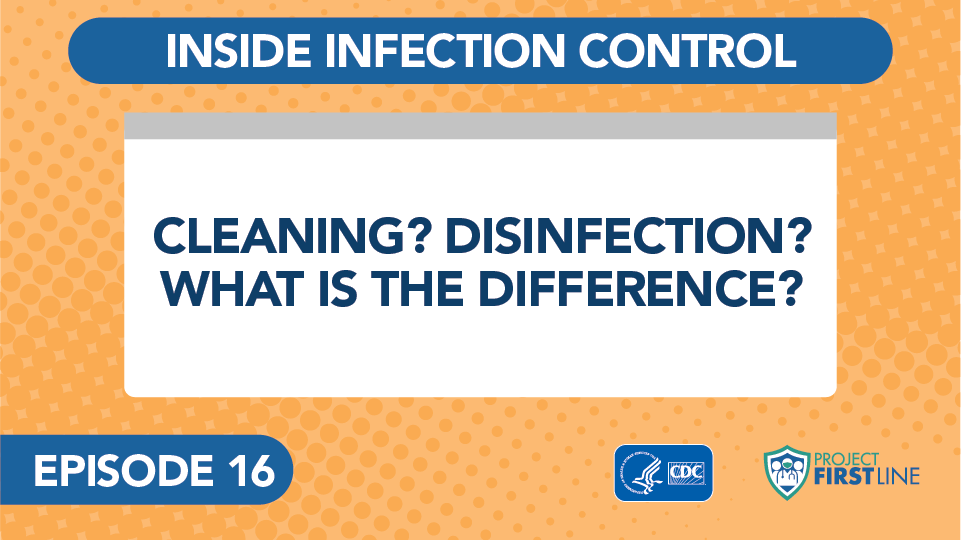 INSIDE INFECTION CONTROL
CLEANING? DISINFECTION?
WHAT IS THE DIFFERENCE?
EPISODE 16
CDC
PROJECT
FIRSTLINE